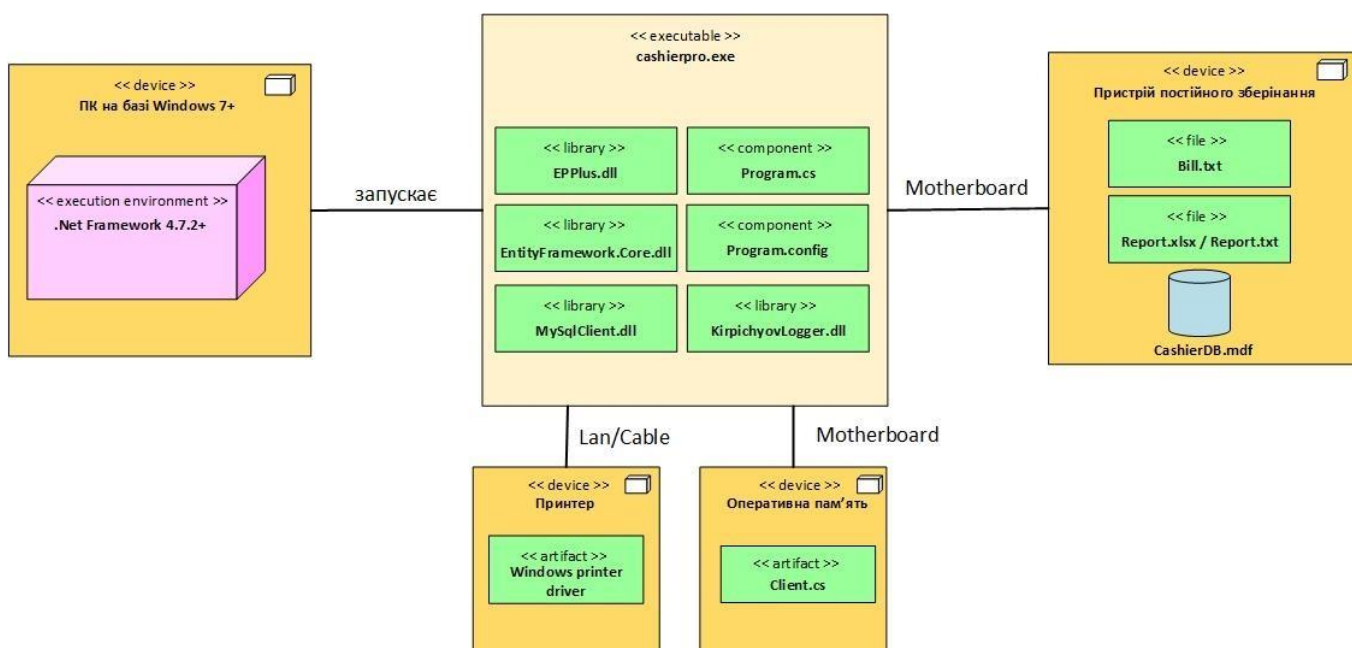 << executable >>
cashierpro.exe
<< device >>
ПК на базі Windows 7+
<< execution environment >>
.Net Framework 4.7.2+
запускає
<< library >>
EPPlus.dll
<< component >>
Program.cs
<< library >>
EntityFramework.Core.dll
<< component >>
Program.config
<< library >>
MySqlClient.dll
<< library >>
KirpichyovLogger.dll
Motherboard
<< device >>
Пристрій постійного зберінання
<< file >>
Bill.txt
<< file >>
Report.xlsx / Report.txt
CashierDB.mdf
Lan/Cable
Motherboard
<< device >>
Принтер
<< artifact >>
Windows printer
driver
<< device >>
Оперативна пам’ять
<< artifact >>
Client.cs